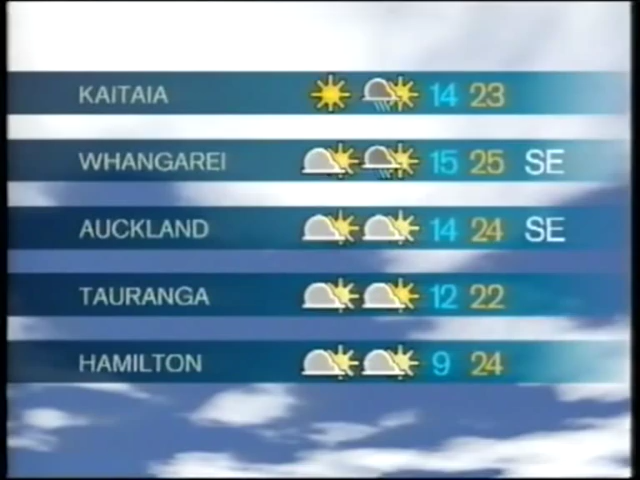 KAITAIA 14 23
WHANGAREI 15 25 SE
AUCKLAND 14 24 SE
TAURANGA 12 22
HAMILTON 9 24